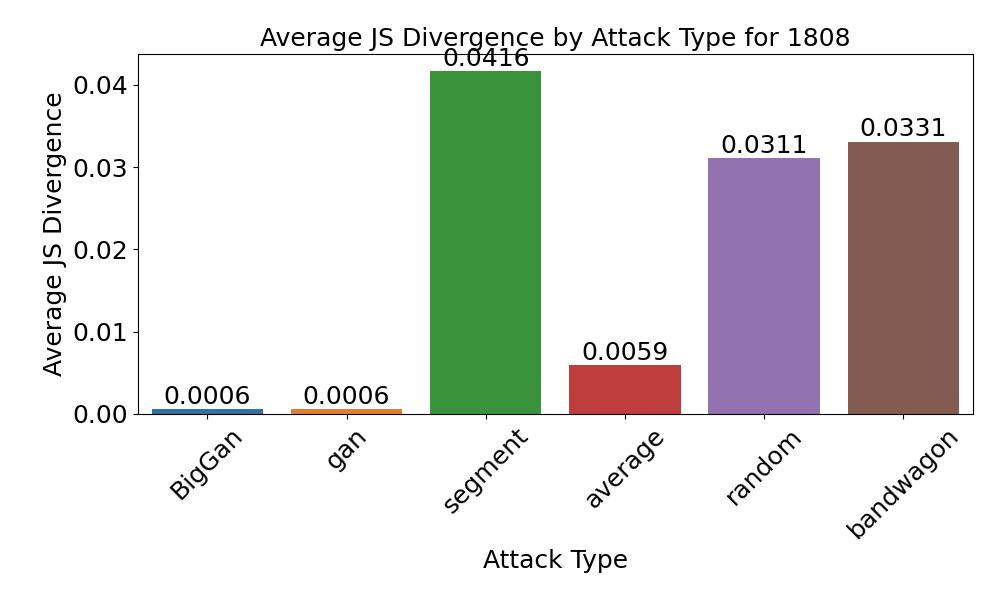 Average JS Divergence by Attack Type for 1808
Average JS Divergence
0.04
0.03
0.02
0.01
0.00
0.0006
0.0006
0.0416
0.0059
0.0311
0.0331
BigGan
gan
segment
average
random
bandwagon
Attack Type